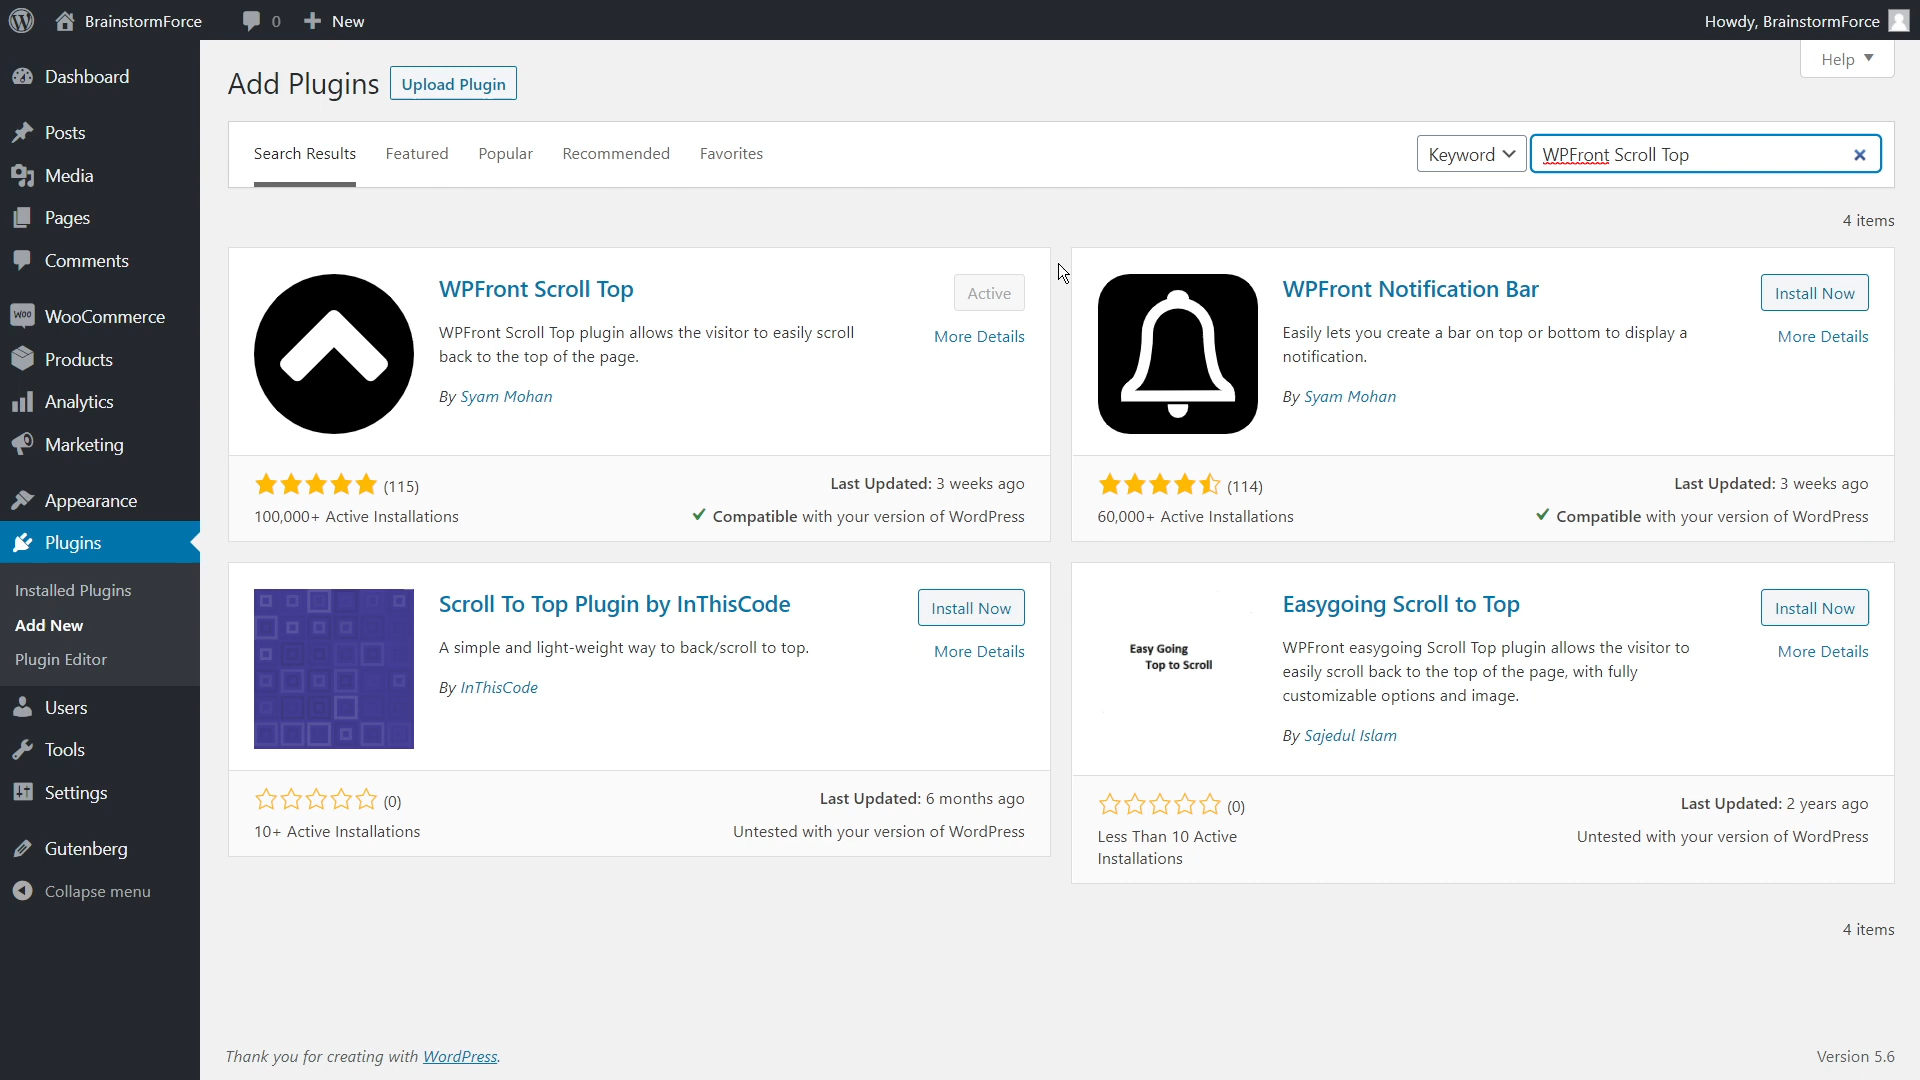 BrainstormForce 0 New Howdy, BrainstormForce
Dashboard
Posts
Media
Pages
Comments
WooCommerce
Products
Analytics
Marketing
Appearance
Plugins
Installed Plugins
Add New
Plugin Editor
Users
Tools
Settings
Gutenberg
Collapse menu
Help
Add Plugins Upload Plugin
Search Results Featured Popular Recommended Favorites Keyword WPFront Scroll Top
4 items
WPFront Scroll Top Active
WPFront Scroll Top plugin allows the visitor to easily scroll More Details
back to the top of the page.
By Syam Mohan
(115) Last Updated: 3 weeks ago
100,000+ Active Installations Compatible with your version of WordPress
WPFront Notification Bar Install Now
Easily lets you create a bar on top or bottom to display a More Details
notification.
By Syam Mohan
(114) Last Updated: 3 weeks ago
60,000+ Active Installations Compatible with your version of WordPress
Scroll To Top Plugin by InThisCode Install Now
A simple and light-weight way to back/scroll to top. More Details
By InThisCode
(0) Last Updated: 6 months ago
10+ Active Installations Untested with your version of WordPress
Easy Going
Top to Scroll
Easygoing Scroll to Top Install Now
WPFront easygoing Scroll Top plugin allows the visitor to More Details
easily scroll back to the top of the page, with fully
customizable options and image.
By Sajedul Islam
(0) Last Updated: 2 years ago
Less Than 10 Active Untested with your version of WordPress
Installations
4 items
Thank you for creating with WordPress. Version 5.6